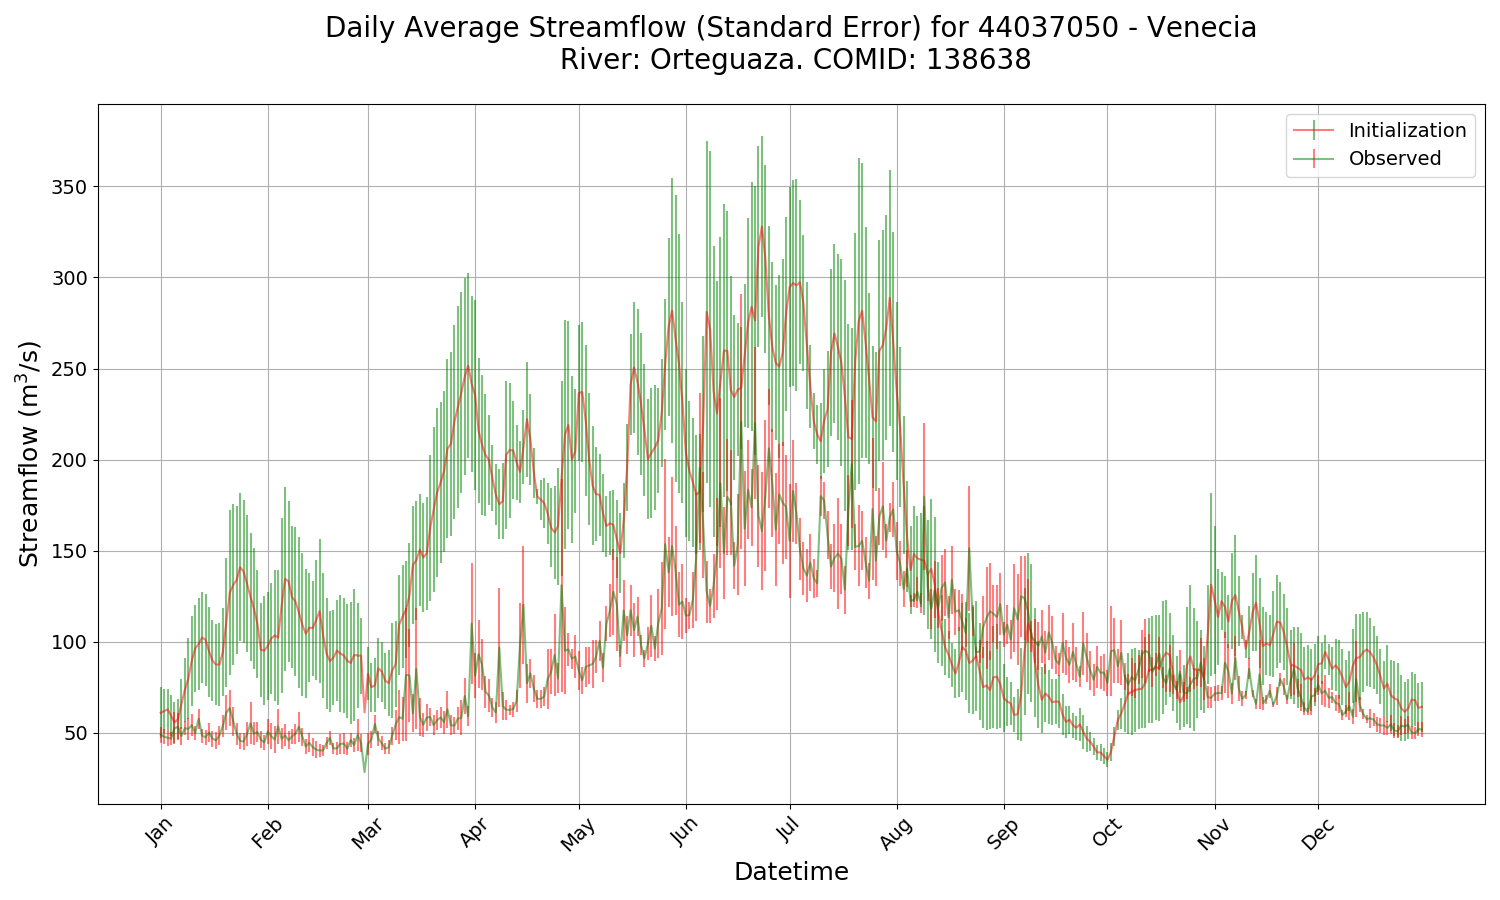 Daily Average Streamflow (Standard Error) for 44037050 - Venecia
River: Orteguaza. COMID: 138638
Initialization
Observed
Streamflow (m³/s)
350
300
250
200
150
100
50
Jan
Feb
Mar
Apr
May
Jun
Jul
Aug
Sep
Oct
Nov
Dec
Datetime